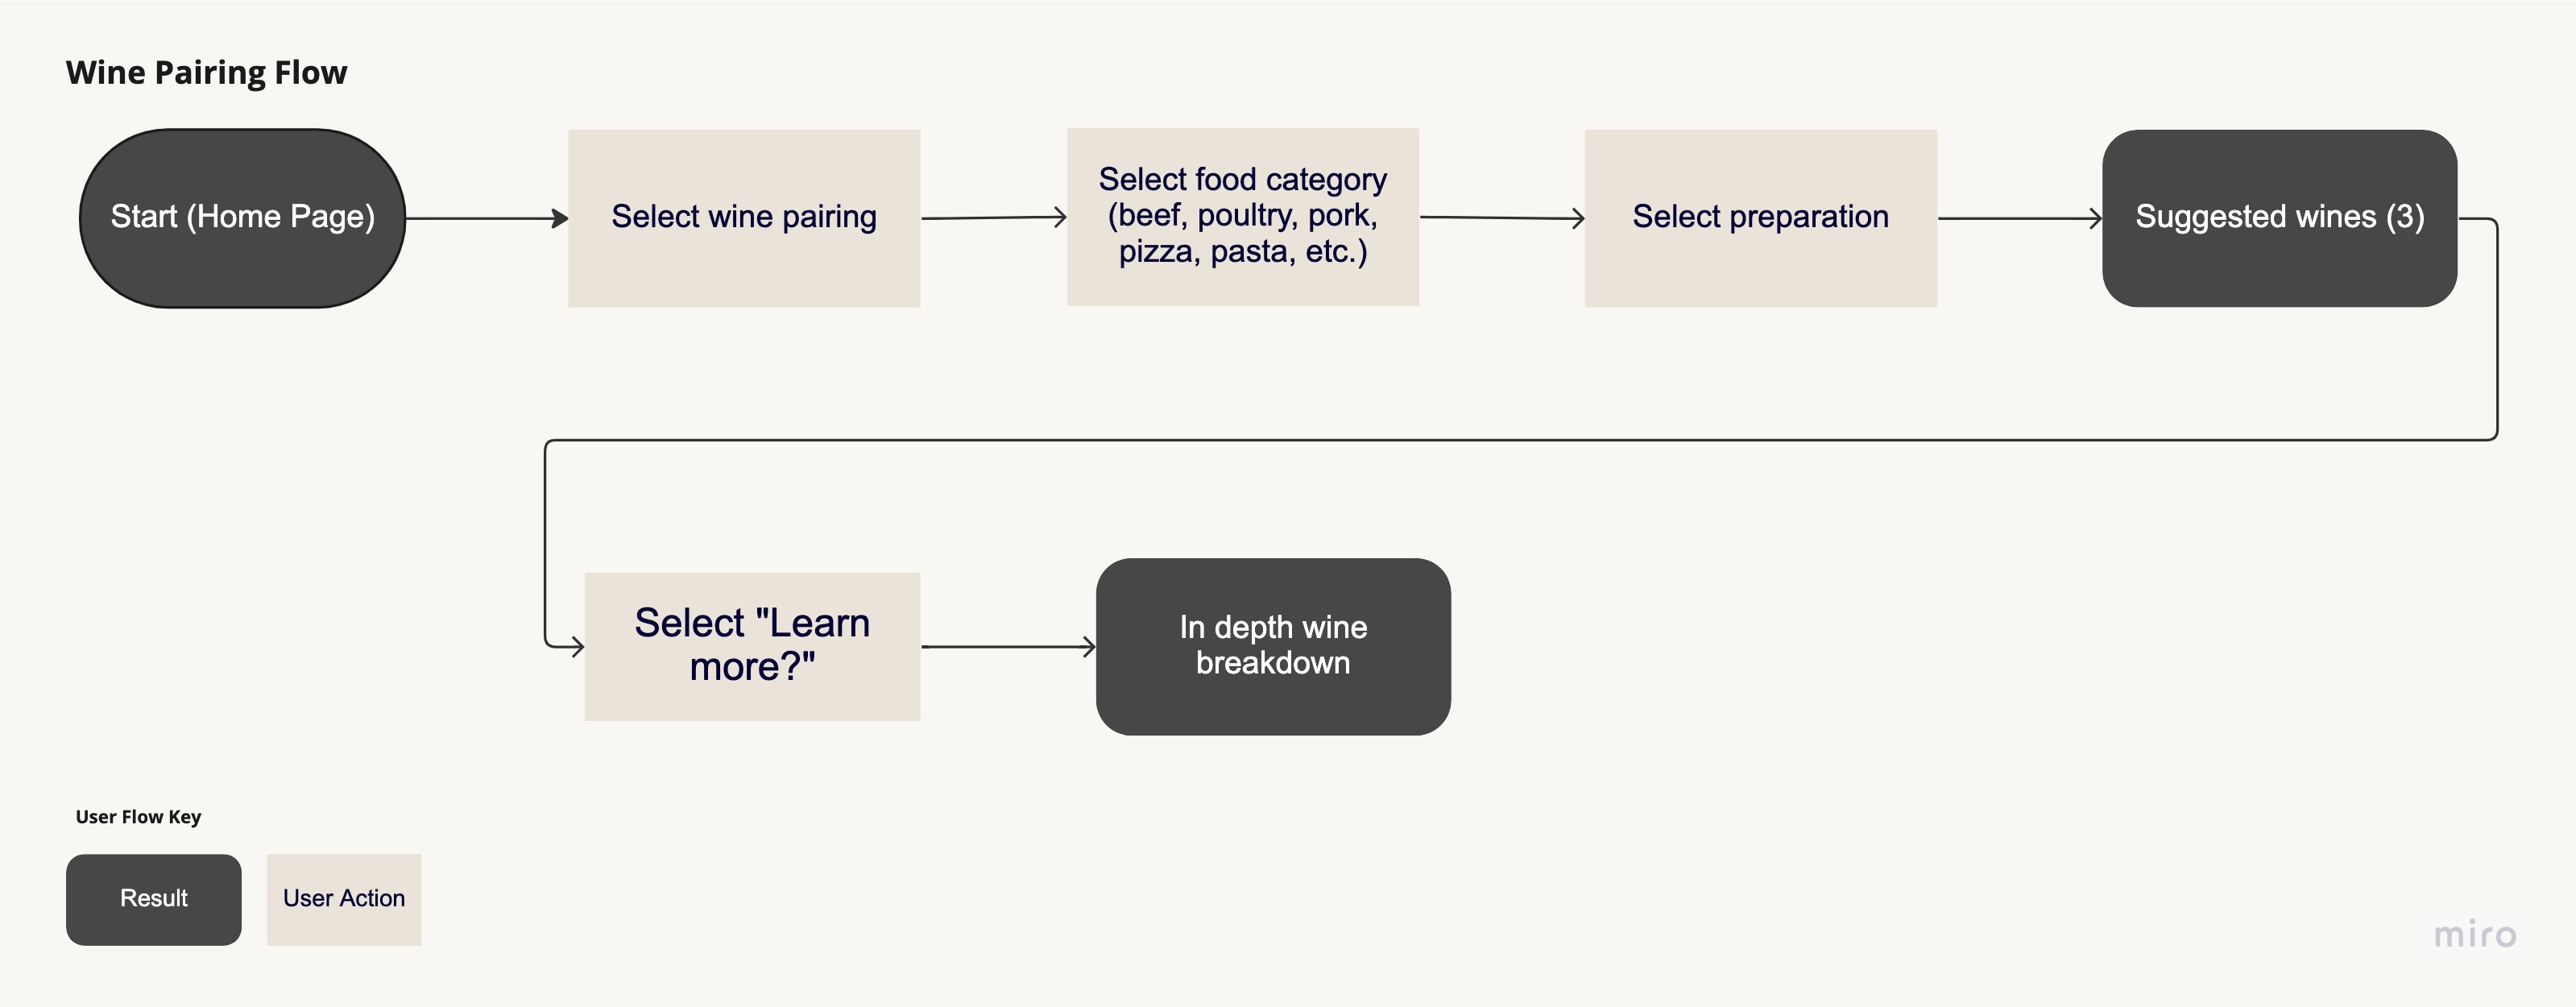 Wine Pairing Flow
Start (Home Page)
Select wine pairing
Select food category
(beef, poultry, pork,
pizza, pasta, etc.)
Select preparation
Suggested wines (3)
Select "Learn
more?"
In depth wine
breakdown
User Flow Key
Result
User Action
miro